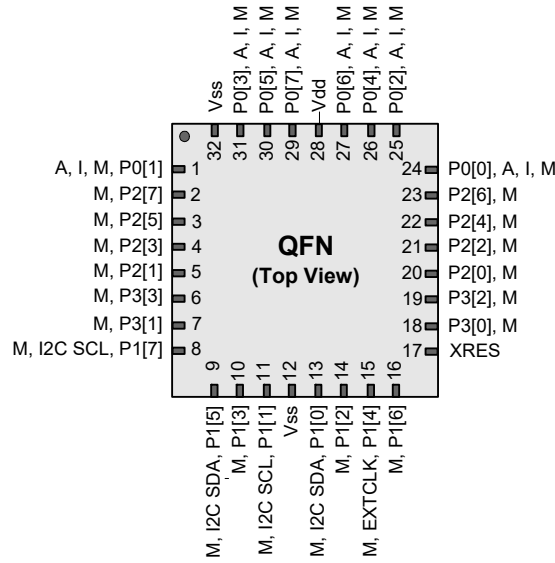 Vss
P0[3], A, I, M
P0[5], A, I, M
P0[7], A, I, M
Vdd
P0[6], A, I, M
P0[4], A, I, M
P0[2], A, I, M
32
31
30
29
28
27
26
25
A, I, M, P0[1]
1
M, P2[7]
2
M, P2[5]
3
M, P2[3]
4
M, P2[1]
5
M, P3[3]
6
M, P3[1]
7
M, I2C SCL, P1[7]
8
QFN
(Top View)
24
P0[0], A, I, M
23
P2[6], M
22
P2[4], M
21
P2[2], M
20
P2[0], M
19
P3[2], M
18
P3[0], M
17
XRES
9
10
11
12
13
14
15
16
M, I2C SDA, P1[5]
M, P1[3]
M, I2C SCL, P1[1]
Vss
M, I2C SDA, P1[0]
M, P1[2]
M, EXTCLK, P1[4]
M, P1[6]